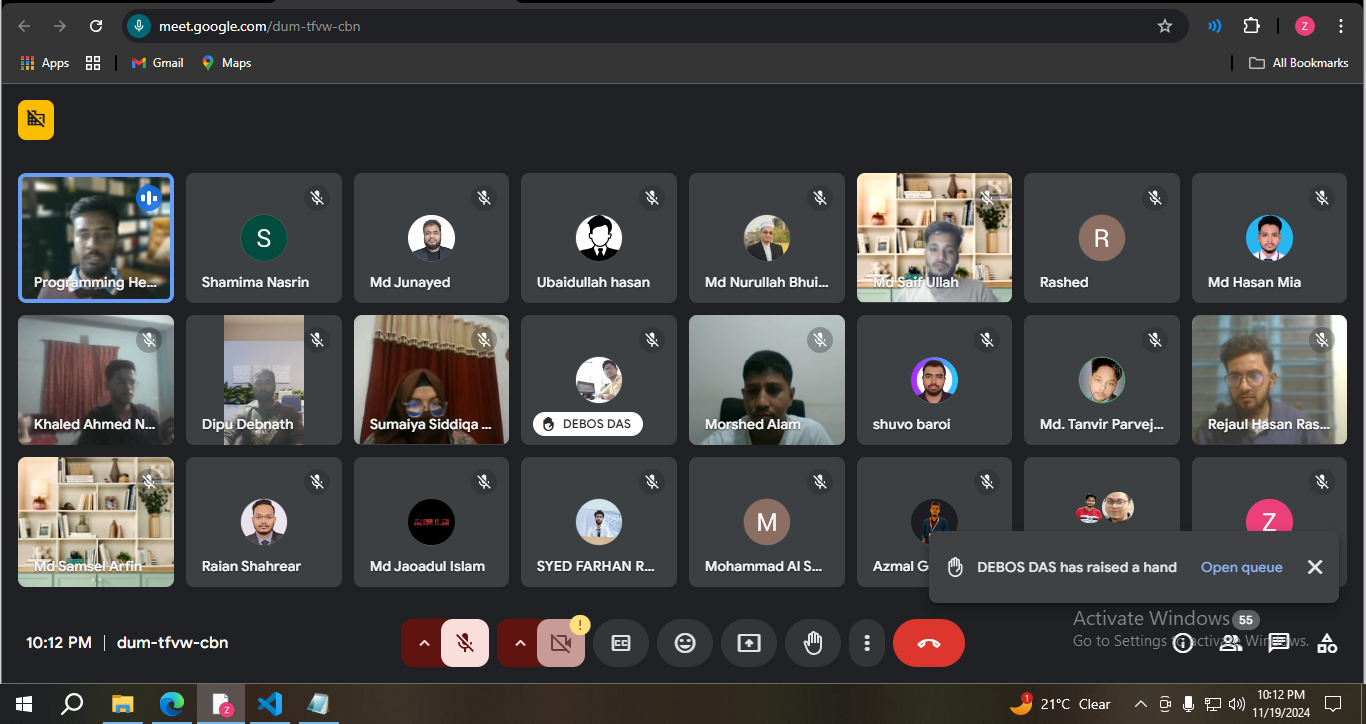 meet.google.com/dum-tfvw-cbn
Z
Apps
Gmail
Maps
All Bookmarks
Programming He...
S
Shamima Nasrin
Md Junayed
Ubaidullah hasan
Md Nurullah Bhui...
Md Saif Ullah
R
Rashed
Md Hasan Mia
Khaled Ahmed N...
Dipu Debnath
Sumaiya Siddiqa ...
DEBOS DAS
Morshed Alam
shuvo baroi
Md. Tanvir Parvej...
Rejaul Hasan Ras...
Md Samsel Arfin
Raian Shahrear
Md Jaoadul Islam
SYED FARHAN R...
M
Mohammad Al S...
Azmal G
Z
DEBOS DAS has raised a hand
Open queue
10:12 PM
dum-tfvw-cbn
!
Activate Windows
55
Go to Settings to activate Windows.
Z
1
21°C Clear
10:12 PM
11/19/2024